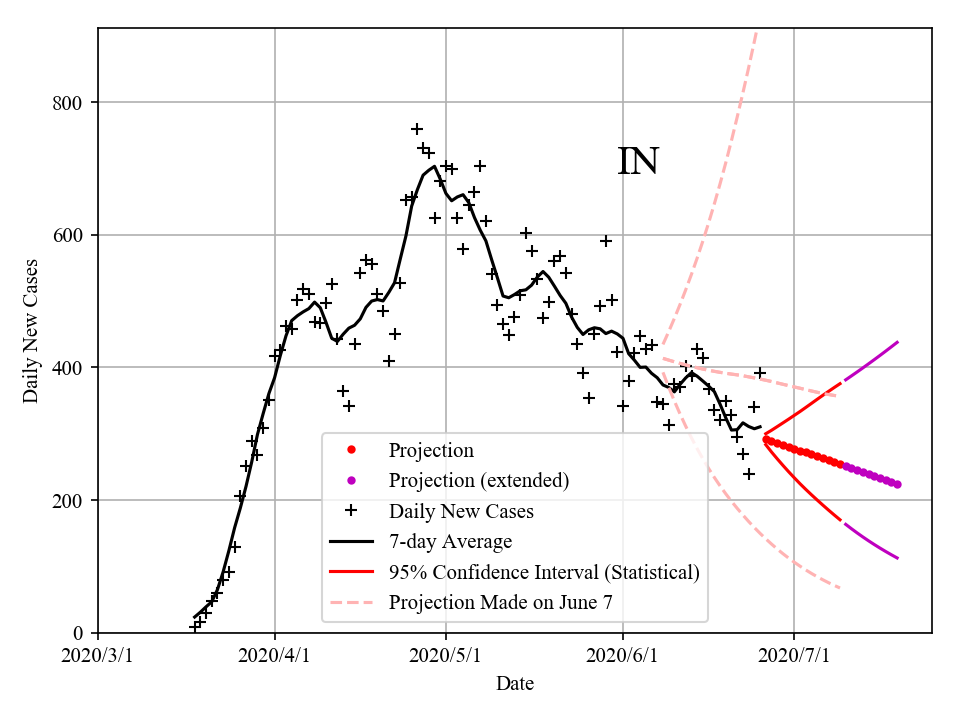 800
600
400
200
0
Daily New Cases
IN
Projection
Projection (extended)
Daily New Cases
7-day Average
95% Confidence Interval (Statistical)
Projection Made on June 7
2020/3/1 2020/4/1 2020/5/1 2020/6/1 2020/7/1
Date